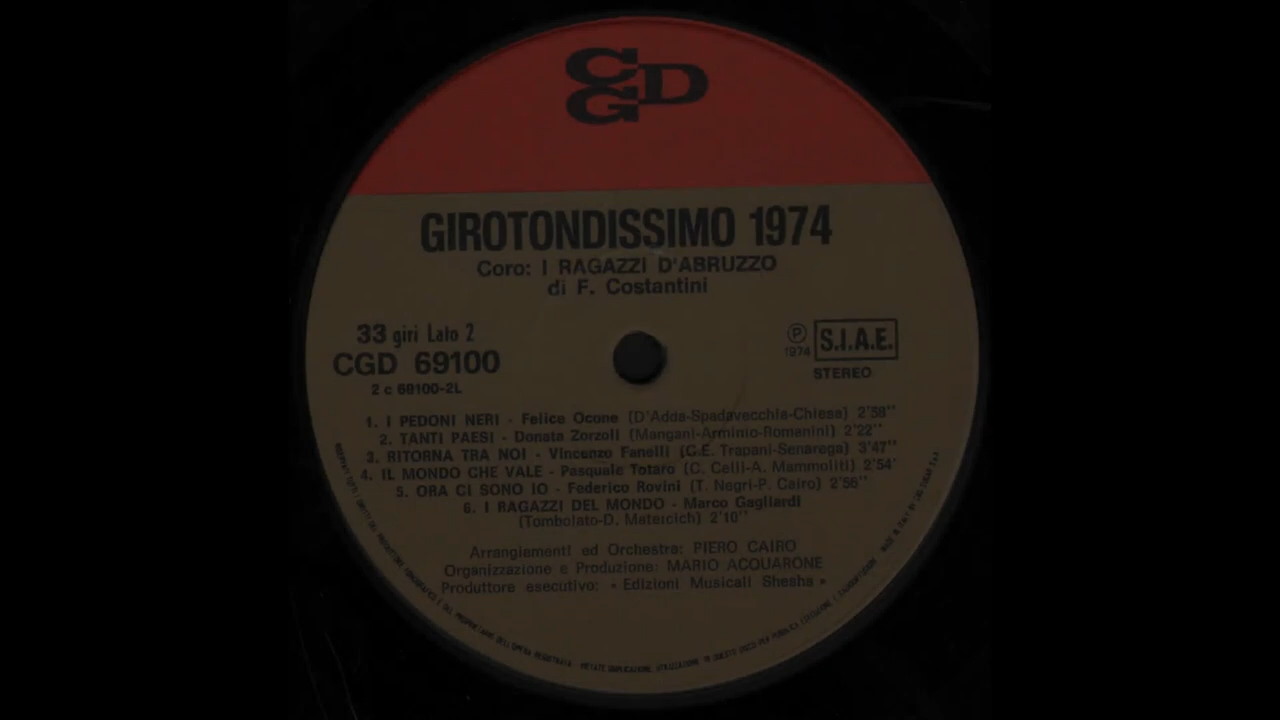 CGD
GIROTONDISSIMO 1974
Coro: I RAGAZZI D'ABRUZZO
di F. Costantini
33 giri Lato 2
CGD 69100
2 c 69100-2L
P
1974
S.I.A.E.
STEREO
1. I PEDONI NERI - Felice Ocone (D'Adda-Spadavecchia-Chiesa) 2'58''
2. TANTI PAESI - Donata Zorzoli (Mangani-Arminio-Romanini) 2'22''
3. RITORNA TRA NOI - Vincenzo Fanelli (C.E. Trapani-Senarega) 3'47''
4. IL MONDO CHE VALE - Pasquale Totaro (C. Celli-A. Mammoliti) 2'54'
5. ORA CI SONO IO - Federico Rovini (T. Negri-P. Cairo) 2'56''
6. I RAGAZZI DEL MONDO - Marco Gagliardi
(Tombolato-D. Matercich) 2'10''
Arrangiamenti ed Orchestra: PIERO CAIRO
Organizzazione e Produzione: MARIO ACQUARONE
Produttore esecutivo: « Edizioni Musicali Shasha »